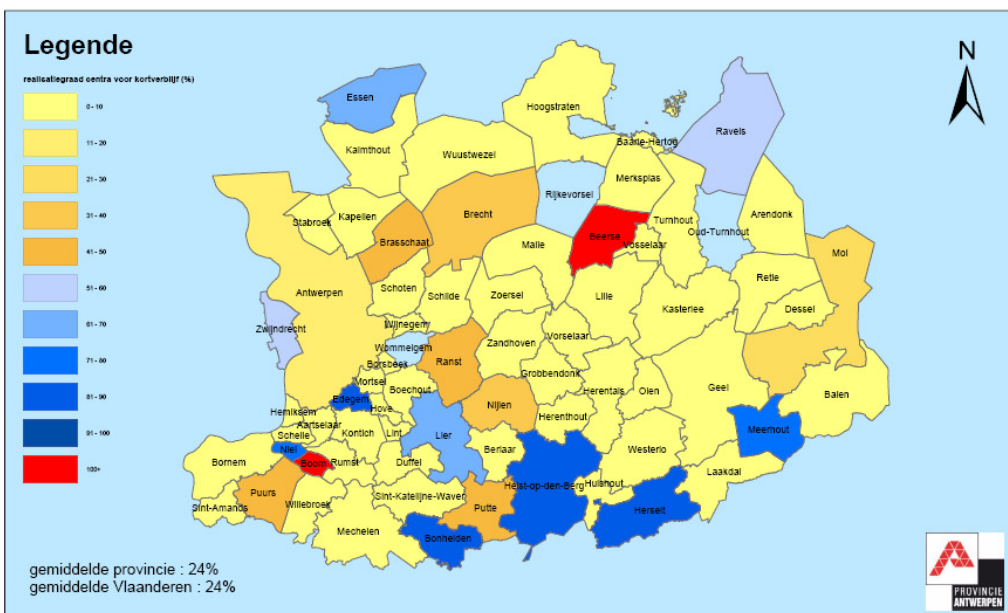 Legende
N
realisatiegraad centra voor kortverblijf (%)
0 - 10
11 - 20
21 - 30
31 - 40
41 - 50
51 - 60
61 - 70
71 - 80
81 - 90
91 - 100
100+
Essen
Hoogstraten
Ravels
Kalmthout
Baarle-Hertog
Wuustwezel
Merksplas
Rijkevorsel
Kapellen
Brecht
Arendonk
Stabroek
Turnhout
Oud-Turnhout
Beerse
Brasschaat
Vosselaar
Malle
Mol
Retie
Antwerpen
Schoten
Schilde
Zoersel
Lille
Kasterlee
Dessel
Wijnegem
Zwijndrecht
Vorselaar
Zandhoven
Wommelgem
Ranst
Borsbeek
Grobbendonk
Mortsel
Boechout
Herentals
Olen
Geel
Balen
Edegem
Hove
Nijlen
Hemiksem
Herenthout
Meerhout
Aartselaar
Schelle
Kontich
Lint
Lier
Berlaar
Westerlo
Niel
Bornem
Boom
Rumst
Duffel
Laakdal
Heist-op-den-Berg
Hulshout
Puurs
Sint-Katelijne-Waver
Sint-Amands
Willebroek
Putte
Herselt
Mechelen
Bonheiden
gemiddelde provincie : 24%
gemiddelde Vlaanderen : 24%
PROVINCIE
ANTWERPEN